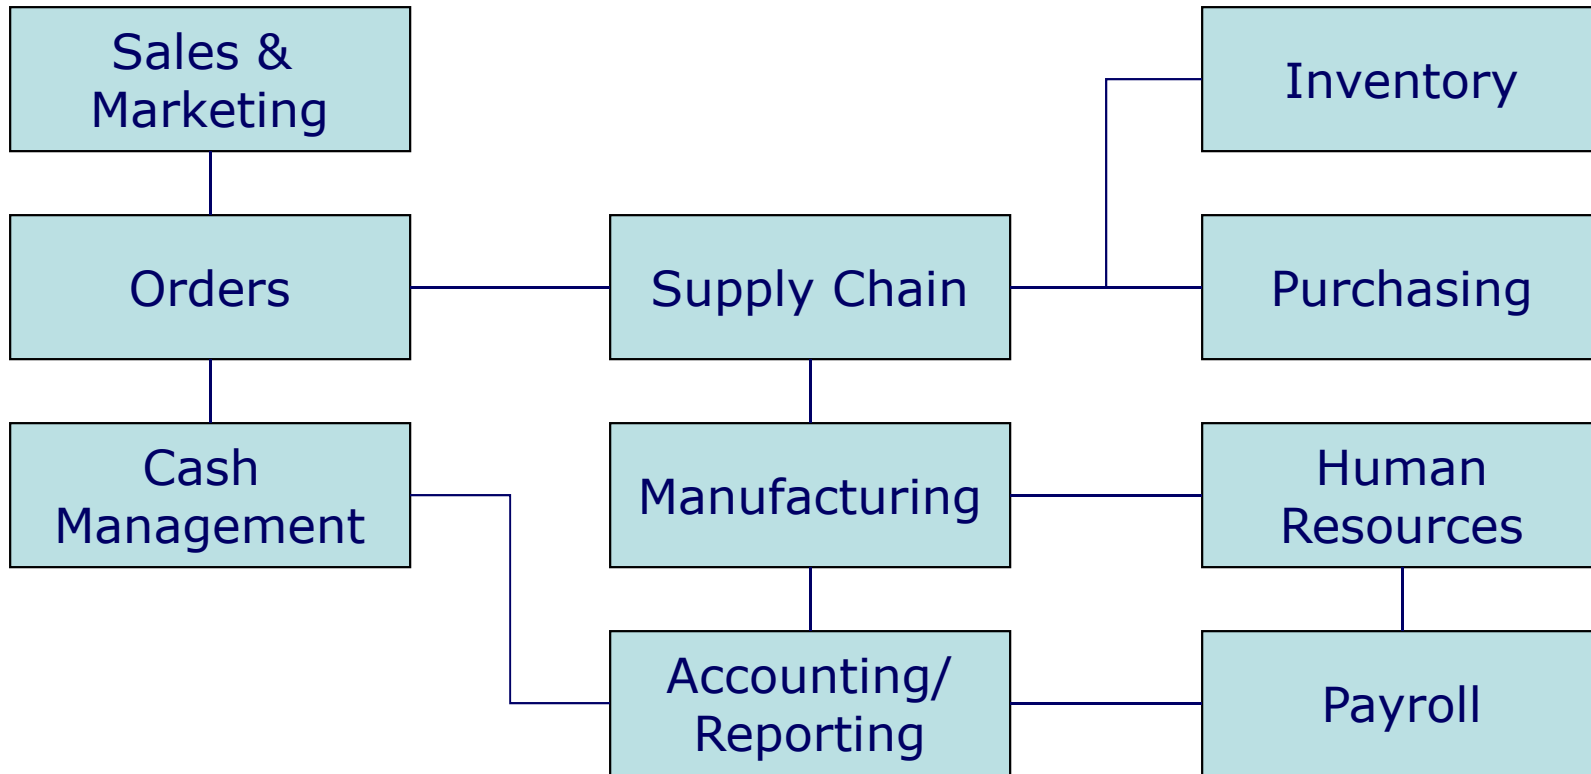 Sales &
Marketing
Inventory
Orders
Supply Chain
Purchasing
Cash
Management
Manufacturing
Human
Resources
Accounting/
Reporting
Payroll